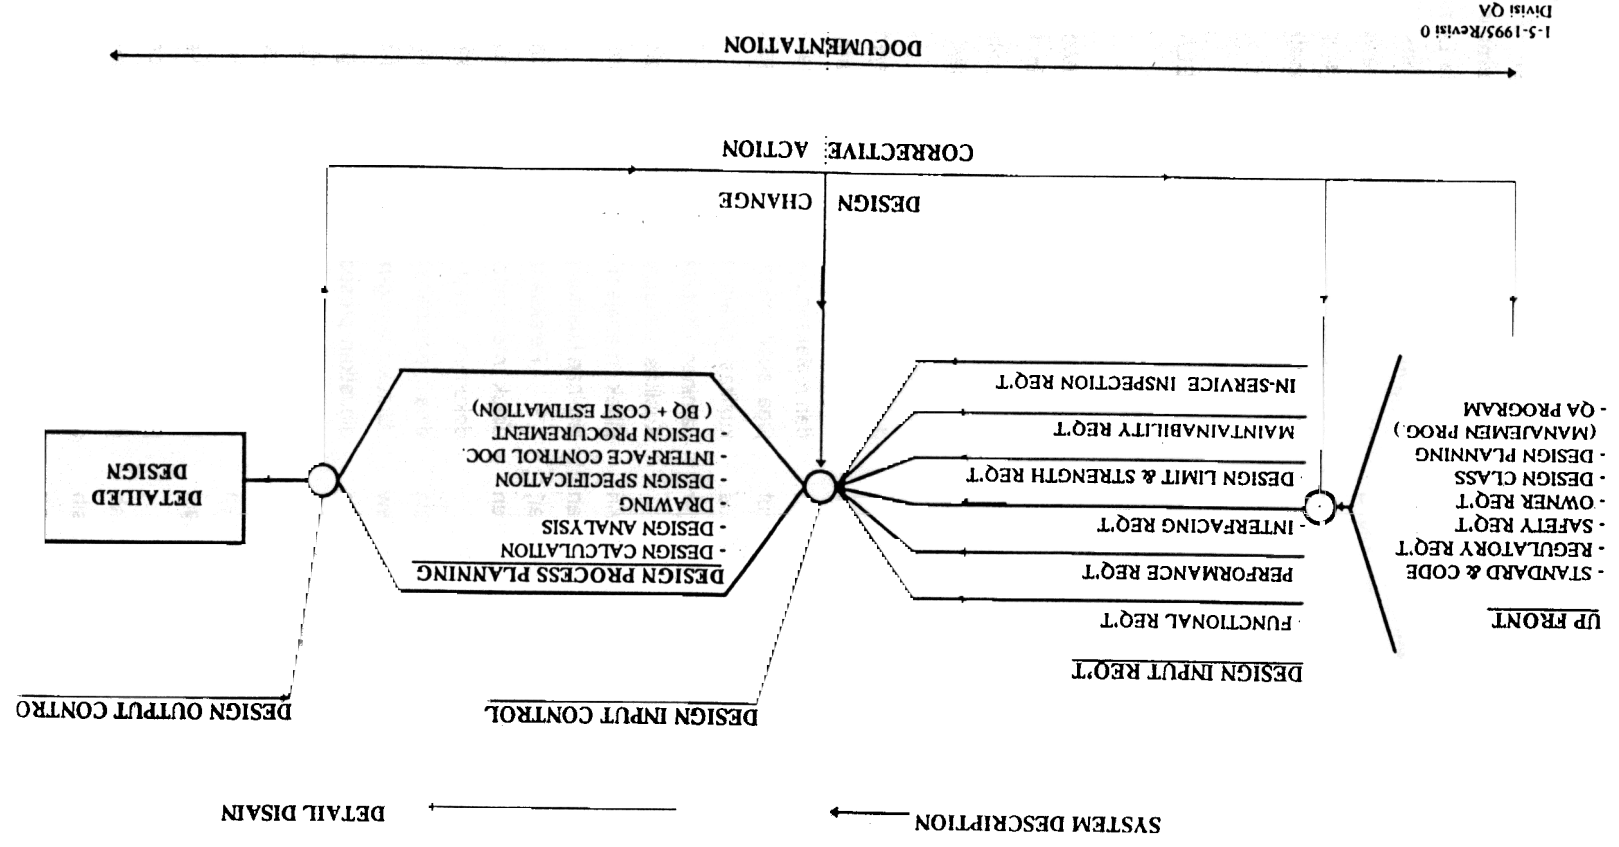 SYSTEM DESCRIPTION
DETAIL DISAIN
DESIGN INPUT CONTROL
DESIGN OUTPUT CONTRO
UP FRONT
- STANDARD & CODE
- REGULATORY REQ'T
- SAFETY REQ'T
- OWNER REQ'T
- DESIGN CLASS
- DESIGN PLANNING
(MANAJEMEN PROG.)
- QA PROGRAM
DESIGN INPUT REQ'T
- FUNCTIONAL REQ'T
PERFORMANCE REQ'T
- INTERFACING REQ'T
- DESIGN LIMIT & STRENGTH REQ'T
MAINTAINABILITY REQ'T
IN-SERVICE INSPECTION REQ'T
DESIGN PROCESS PLANNING
- DESIGN CALCULATION
- DESIGN ANALYSIS
- DRAWING
- DESIGN SPECIFICATION
- INTERFACE CONTROL DOC.
- DESIGN PROCUREMENT
( BQ + COST ESTIMATION)
DETAILED
DESIGN
DESIGN CHANGE
CORRECTIVE ACTION
DOCUMENTATION
1-5-1995/Revisi 0
Divisi QA